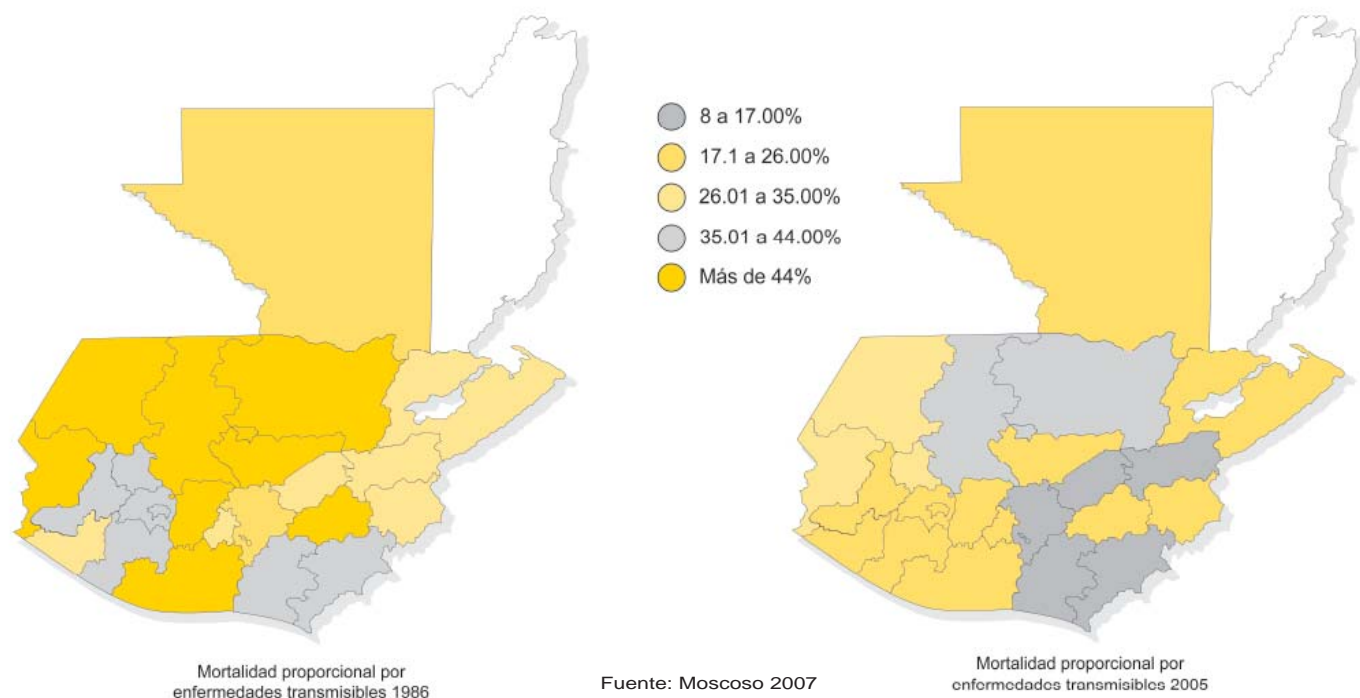 8 a 17.00%
17.1 a 26.00%
26.01 a 35.00%
35.01 a 44.00%
Más de 44%
Mortalidad proporcional por
enfermedades transmisibles 1986
Fuente: Moscoso 2007
Mortalidad proporcional por
enfermedades transmisibles 2005